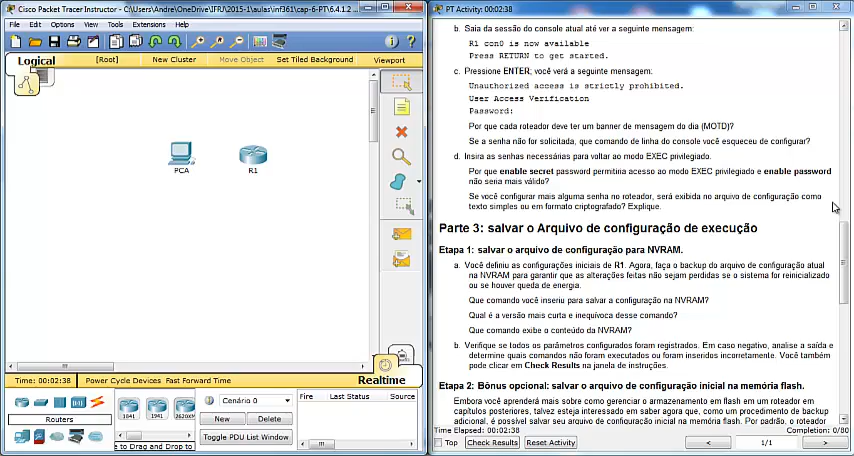 Cisco Packet Tracer Instructor - C:\Users\Andre\OneDrive\IFRJ\2015-1\aulas\inf361\cap-6-PT\6.4.1.2
File Edit Options View Tools Extensions Help
Logical [Root] New Cluster Move Object Set Tiled Background Viewport
PCA R1
Time: 00:02:38 Power Cycle Devices Fast Forward Time
Realtime
Routers
1841 1941 2620XM
e to Drag and Drop to
Cenário 0
New Delete
Toggle PDU List Window
Fire Last Status Source
PT Activity: 00:02:38
b. Saia da sessão do console atual até ver a seguinte mensagem:
R1 con0 is now available
Press RETURN to get started.
c. Pressione ENTER; você verá a seguinte mensagem:
Unauthorized access is strictly prohibited.
User Access Verification
Password:
Por que cada roteador deve ter um banner de mensagem do dia (MOTD)?
Se a senha não for solicitada, que comando de linha do console você esqueceu de configurar?
d. Insira as senhas necessárias para voltar ao modo EXEC privilegiado.
Por que enable secret password permitiria acesso ao modo EXEC privilegiado e enable password
não seria mais válido?
Se você configurar mais alguma senha no roteador, será exibida no arquivo de configuração como
texto simples ou em formato criptografado? Explique.
Parte 3: salvar o Arquivo de configuração de execução
Etapa 1: salvar o arquivo de configuração para NVRAM.
a. Você definiu as configurações iniciais de R1. Agora, faça o backup do arquivo de configuração atual
na NVRAM para garantir que as alterações feitas não sejam perdidas se o sistema for reinicializado
ou se houver queda de energia.
Que comando você inseriu para salvar a configuração na NVRAM?
Qual é a versão mais curta e inequívoca desse comando?
Que comando exibe o conteúdo da NVRAM?
b. Verifique se todos os parâmetros configurados foram registrados. Em caso negativo, analise a saída e
determine quais comandos não foram executados ou foram inseridos incorretamente. Você também
pode clicar em Check Results na janela de instruções.
Etapa 2: Bônus opcional: salvar o arquivo de configuração inicial na memória flash.
Embora você aprenderá mais sobre como gerenciar o armazenamento em flash em um roteador em
capítulos posteriores, talvez esteja interessado em saber agora que, como um procedimento de backup
adicional, é possível salvar seu arquivo de configuração inicial na memória flash. Por padrão, o roteador
Time Elapsed: 00:02:38 Completion: 0/80
Top Check Results Reset Activity < 1/1 >